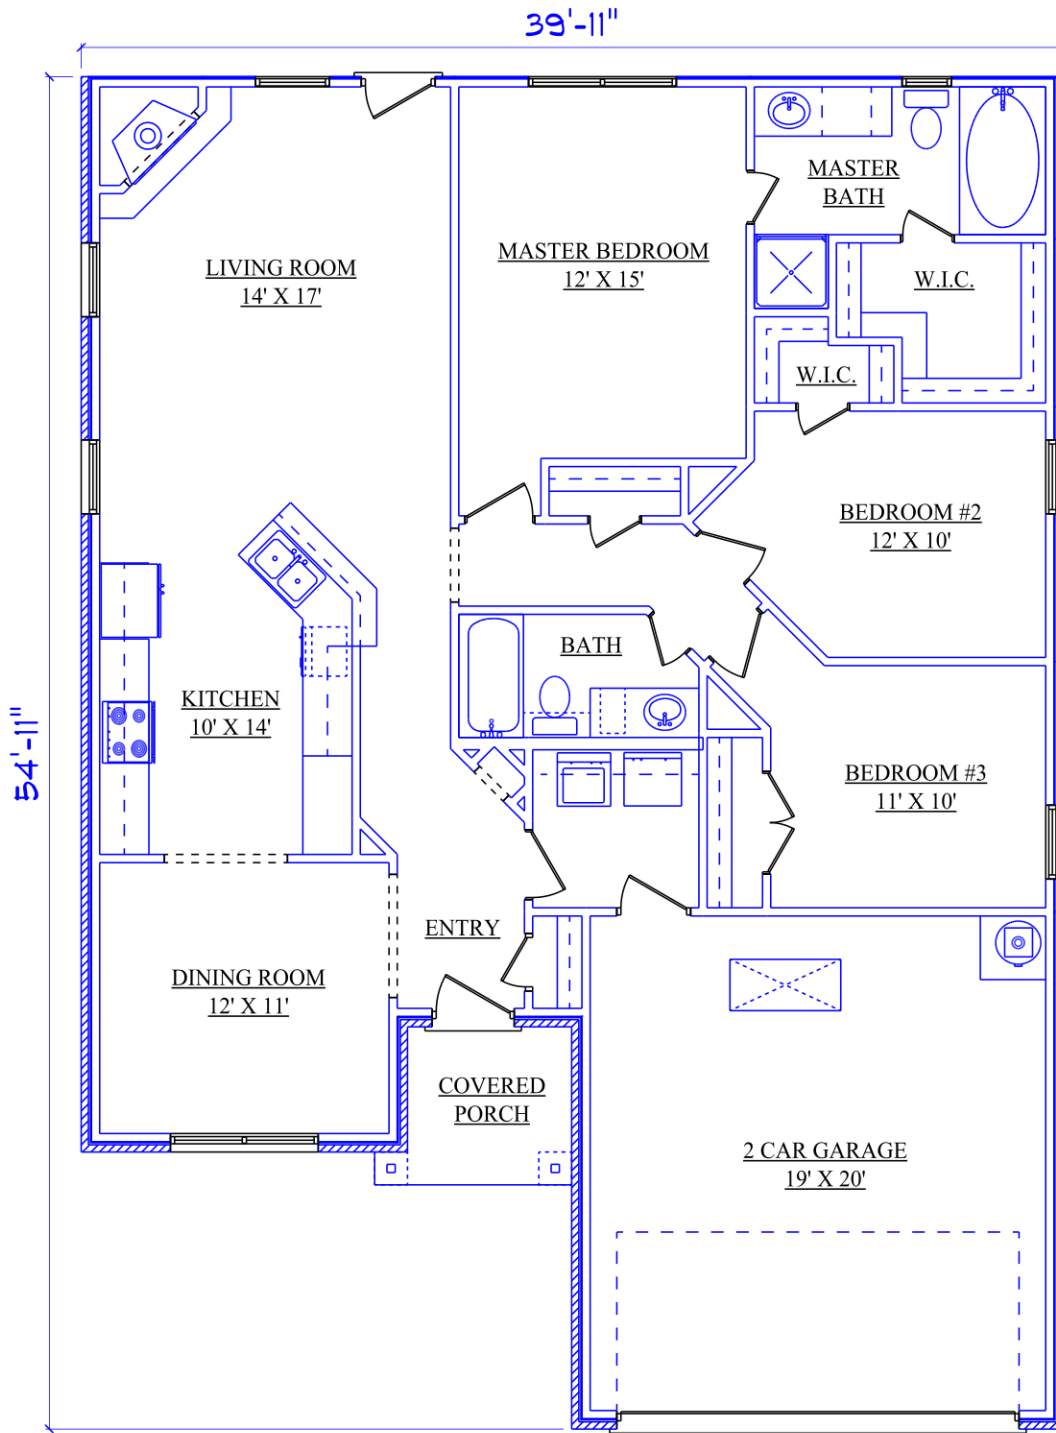 39'-11"
MASTER
BATH
LIVING ROOM
14' X 17'
MASTER BEDROOM
12' X 15'
W.I.C.
W.I.C.
BEDROOM #2
12' X 10'
BATH
KITCHEN
10' X 14'
54'-11"
BEDROOM #3
11' X 10'
ENTRY
DINING ROOM
12' X 11'
COVERED
PORCH
2 CAR GARAGE
19' X 20'